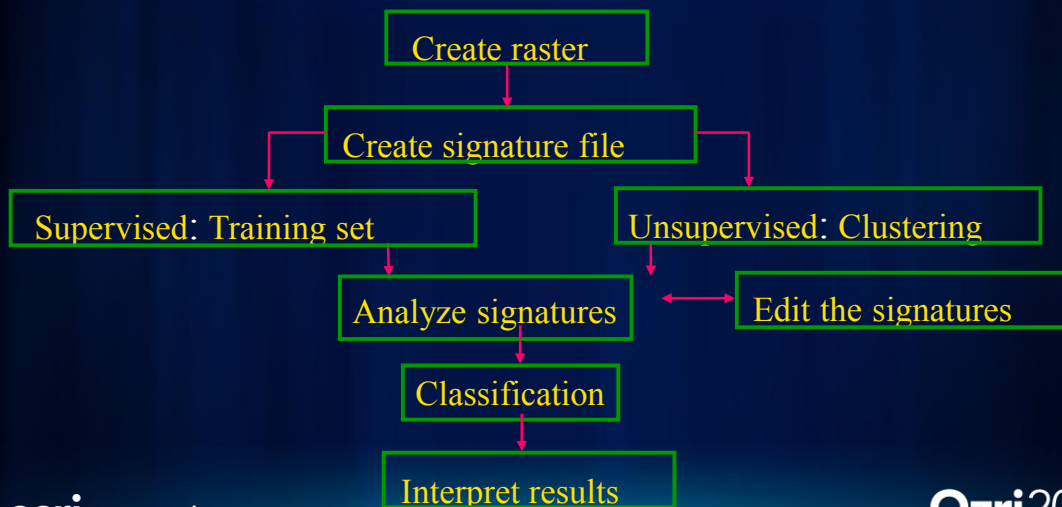 Create raster
Create signature file
Supervised: Training set
Unsupervised: Clustering
Analyze signatures
Edit the signatures
Classification
Interpret results